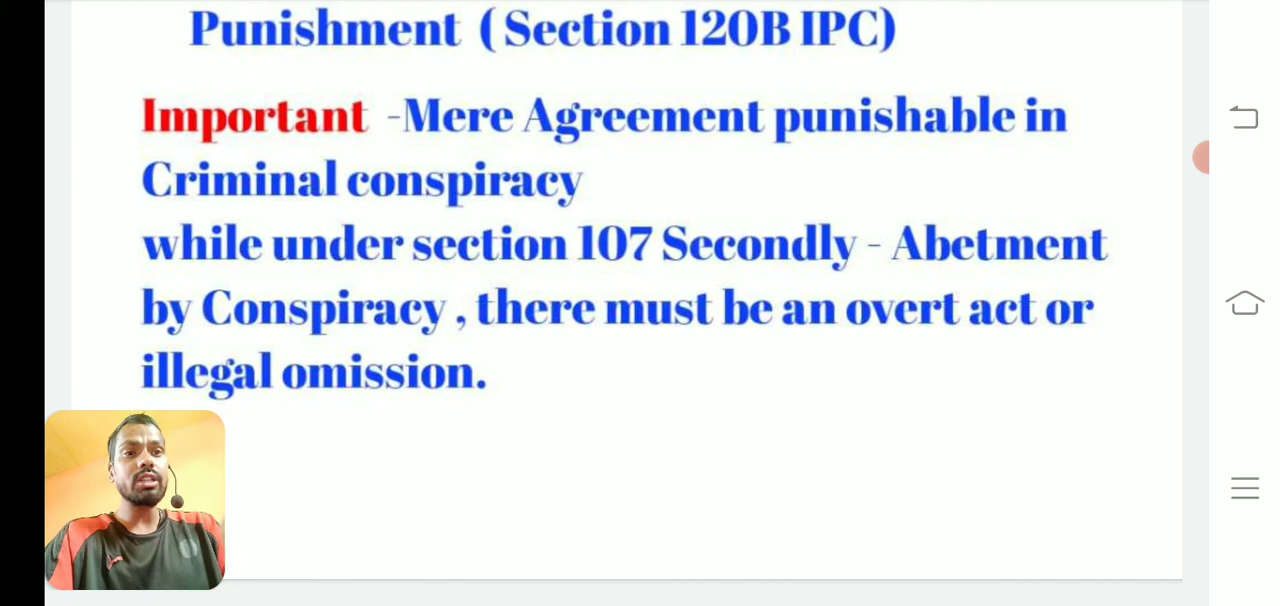 Punishment ( Section 120B IPC)
Important -Mere Agreement punishable in
Criminal conspiracy
while under section 107 Secondly - Abetment
by Conspiracy , there must be an overt act or
illegal omission.